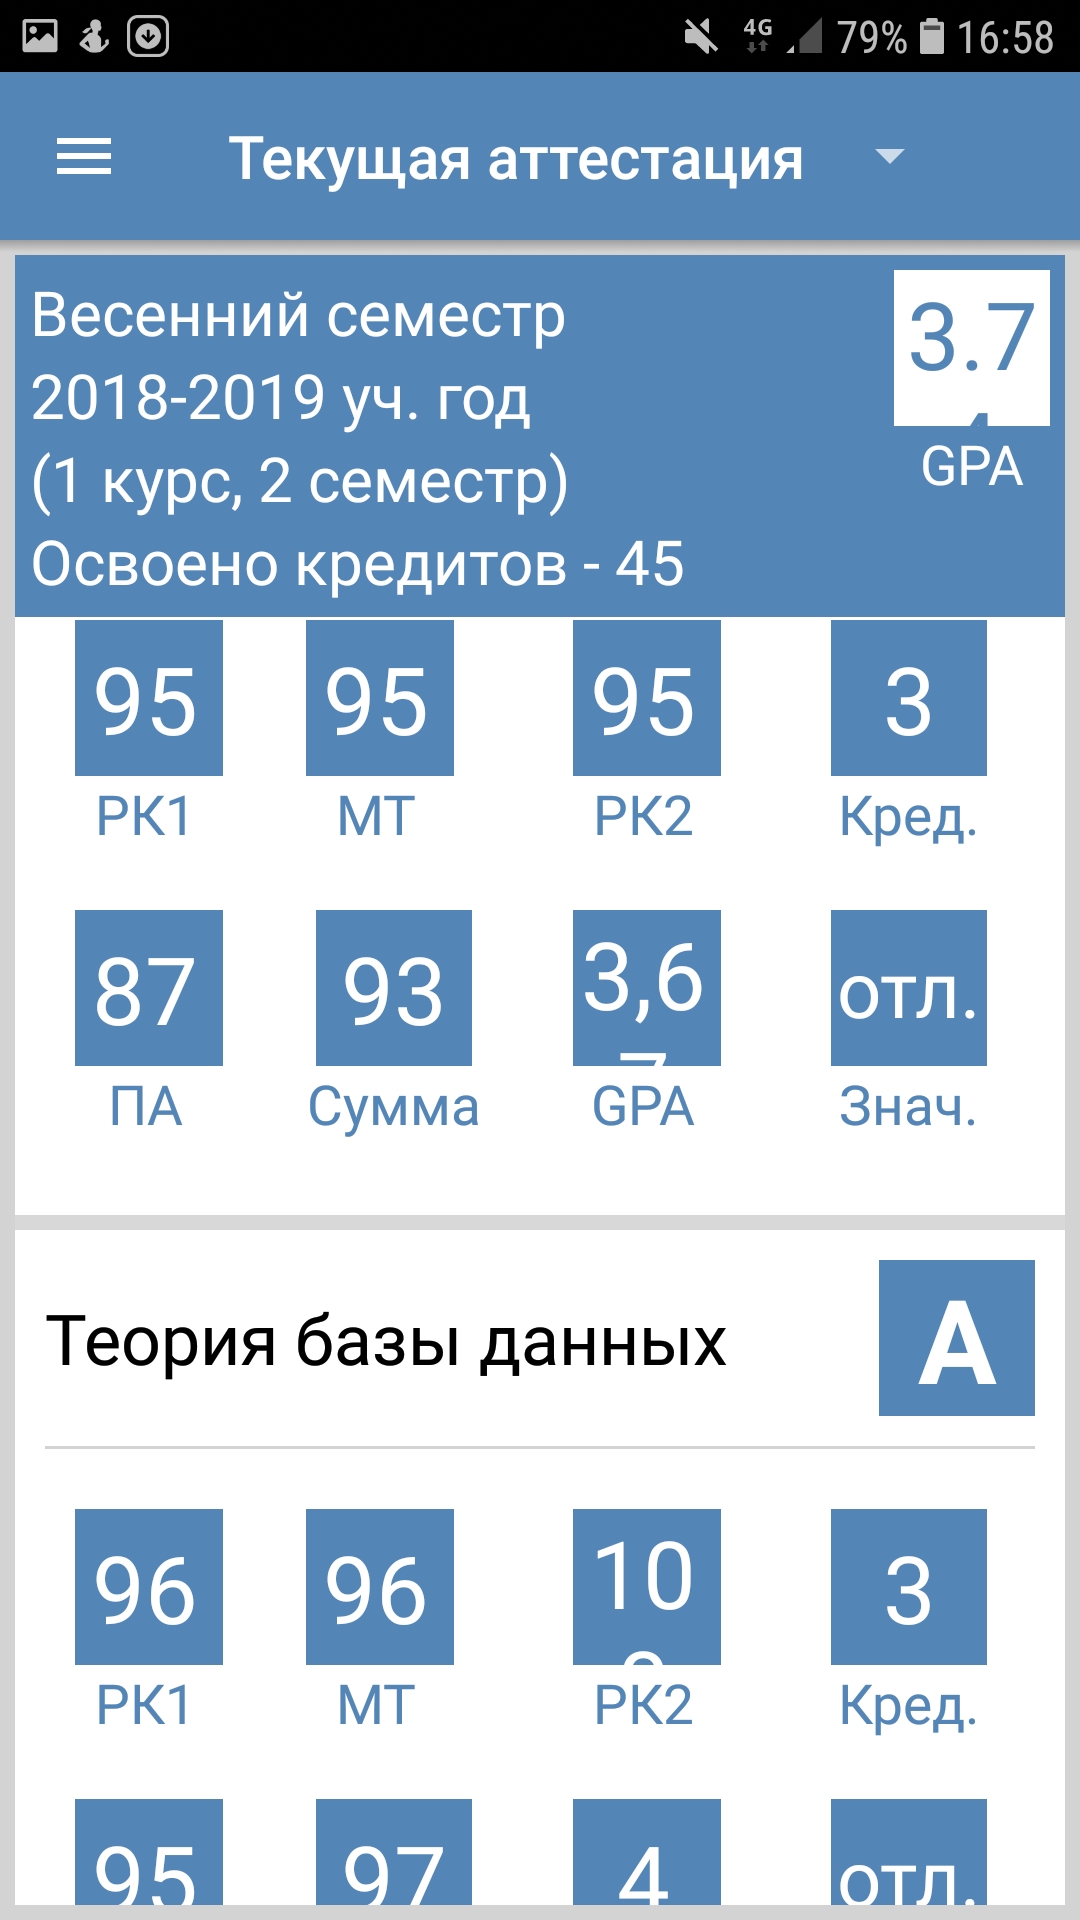 4G 79% 16:58
Текущая аттестация
Весенний семестр
2018-2019 уч. год
(1 курс, 2 семестр)
Освоено кредитов - 45
3.7
GPA
95 95 95 3
РК1 МТ РК2 Кред.
87 93 3,6 отл.
ПА Сумма GPA Знач.
Теория базы данных A
96 96 10 3
РК1 МТ РК2 Кред.
95 97 4 отл.